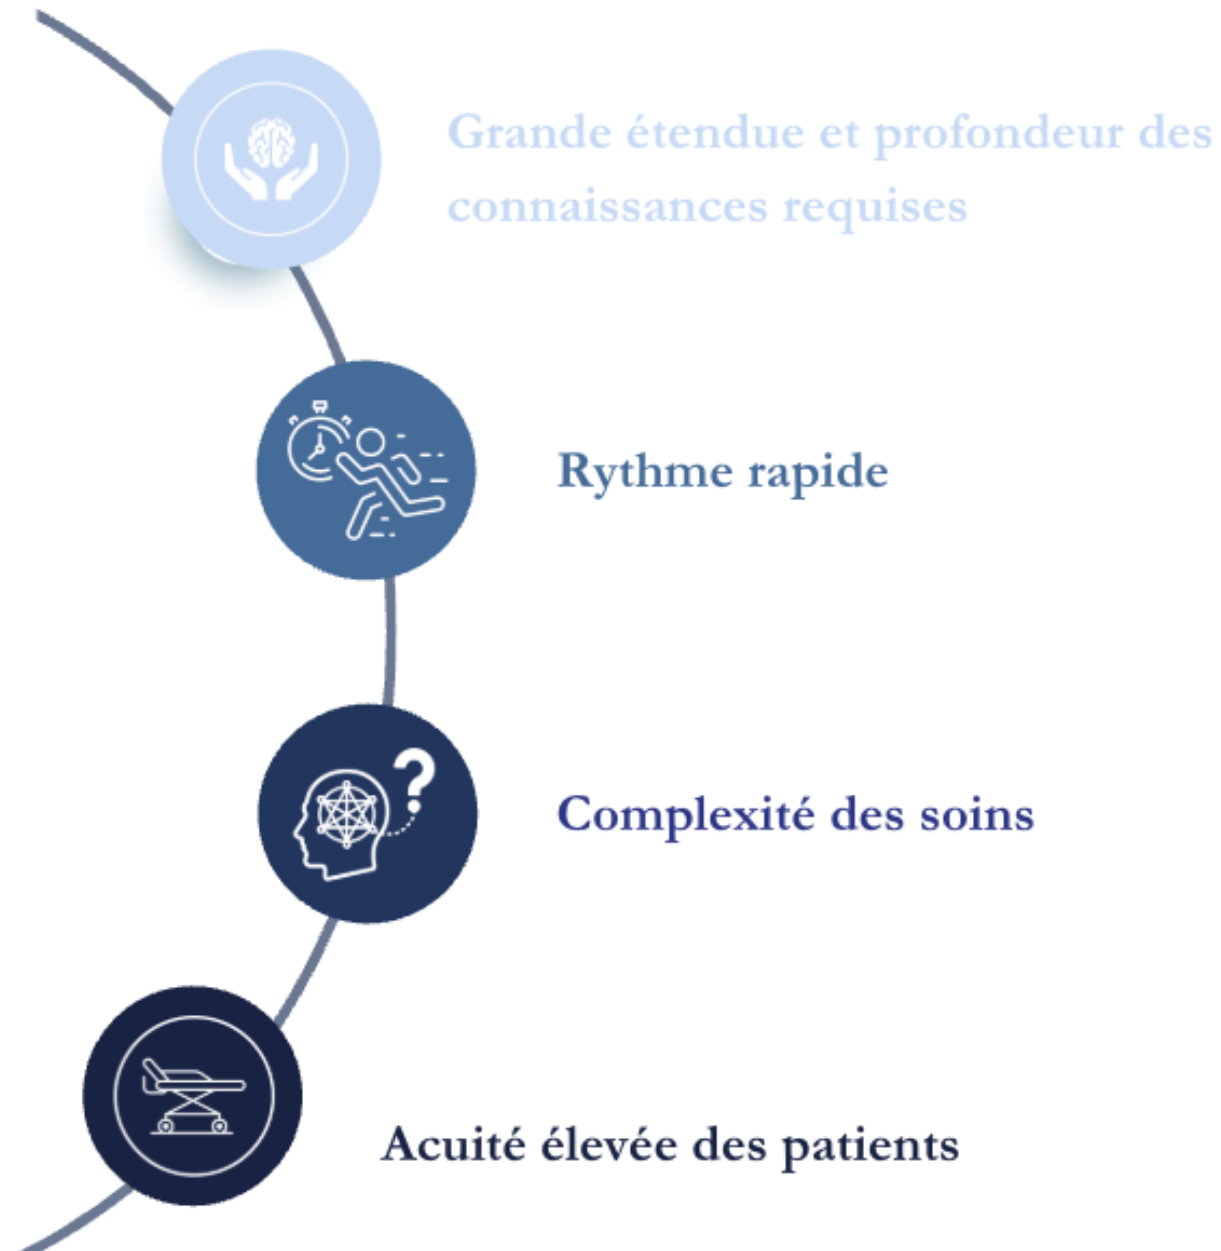 Grande étendue et profondeur des
connaissances requises
Rythme rapide
?
Complexité des soins
Acuité élevée des patients